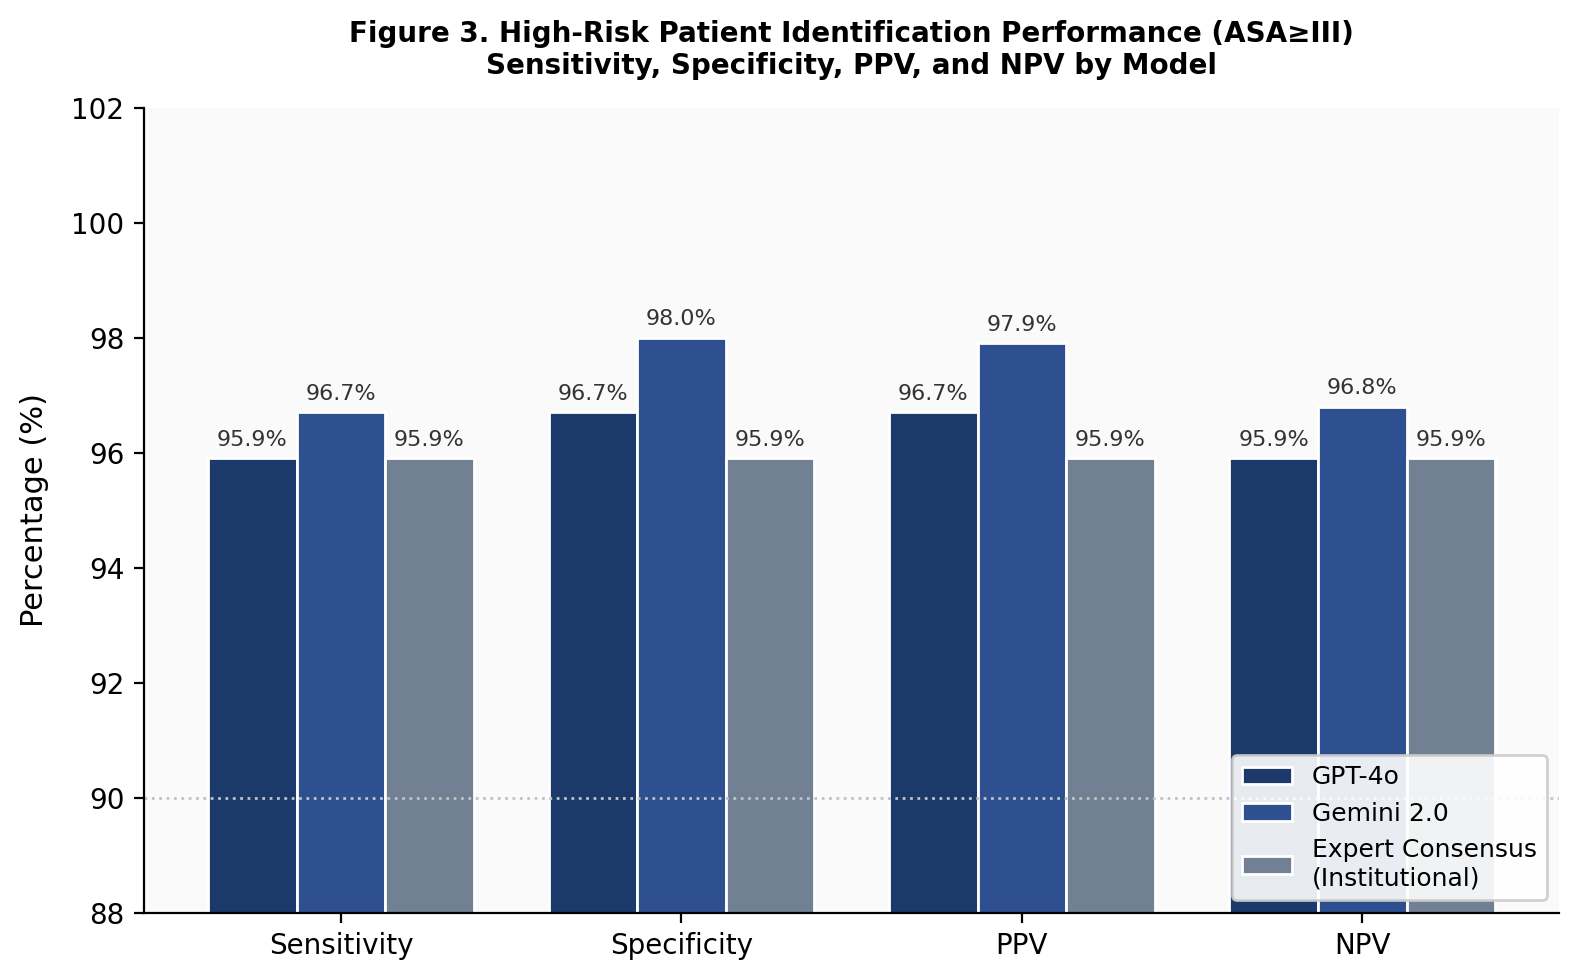 Figure 3. High-Risk Patient Identification Performance (ASA≥III)
Sensitivity, Specificity, PPV, and NPV by Model
Percentage (%)
102
100
98
96
94
92
90
88
95.9%
96.7%
95.9%
96.7%
98.0%
95.9%
96.7%
97.9%
95.9%
95.9%
96.8%
95.9%
GPT-4o
Gemini 2.0
Expert Consensus
(Institutional)
Sensitivity
Specificity
PPV
NPV